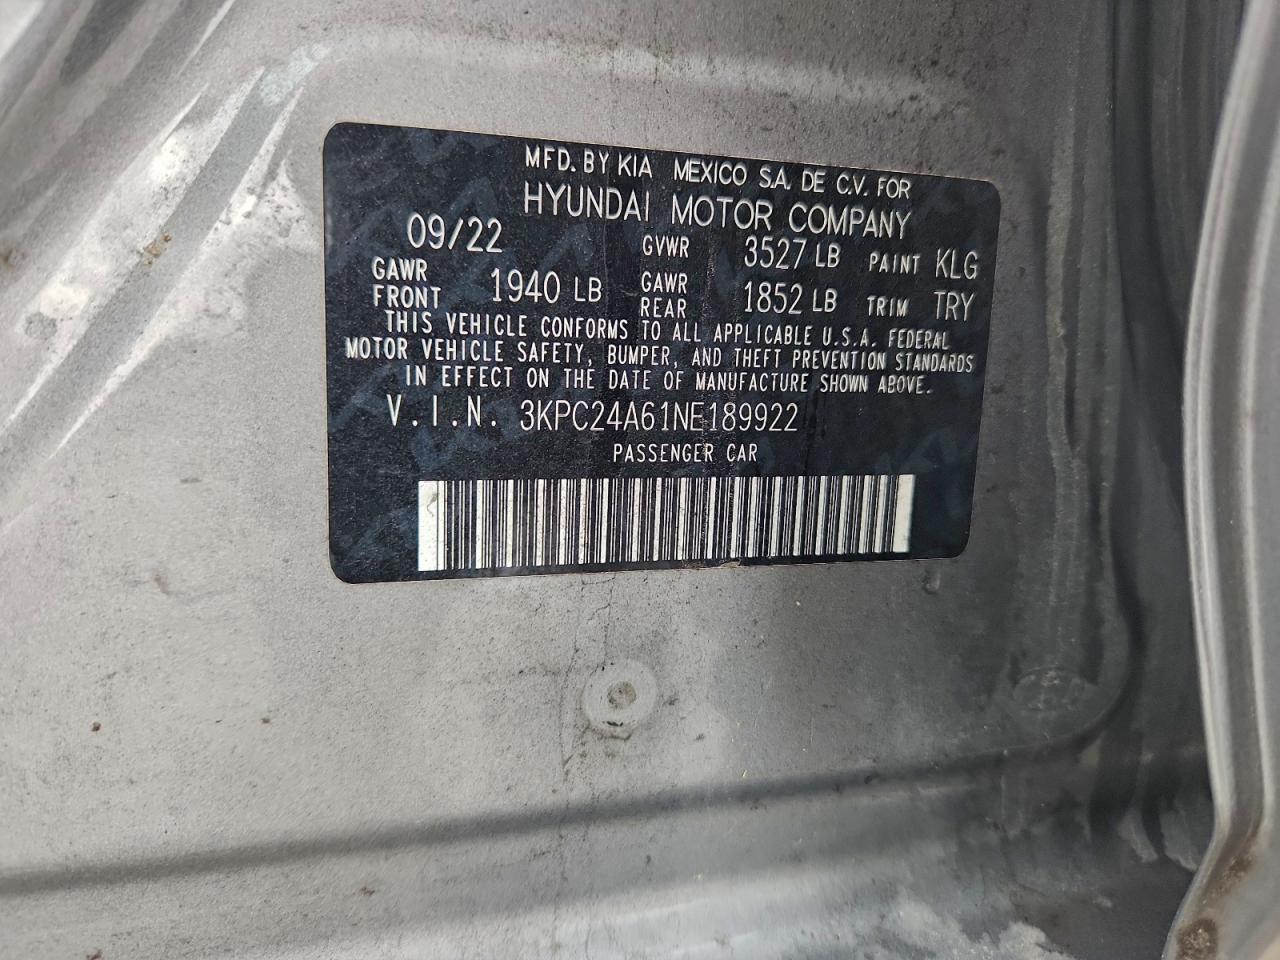 MFD. BY KIA MEXICO S.A. DE C.V. FOR
HYUNDAI MOTOR COMPANY
09/22 GVWR 3527 LB PAINT KLG
GAWR FRONT 1940 LB GAWR REAR 1852 LB TRIM TRY
THIS VEHICLE CONFORMS TO ALL APPLICABLE U.S.A. FEDERAL
MOTOR VEHICLE SAFETY, BUMPER, AND THEFT PREVENTION STANDARDS
IN EFFECT ON THE DATE OF MANUFACTURE SHOWN ABOVE.
V.I.N. 3KPC24A61NE189922
PASSENGER CAR